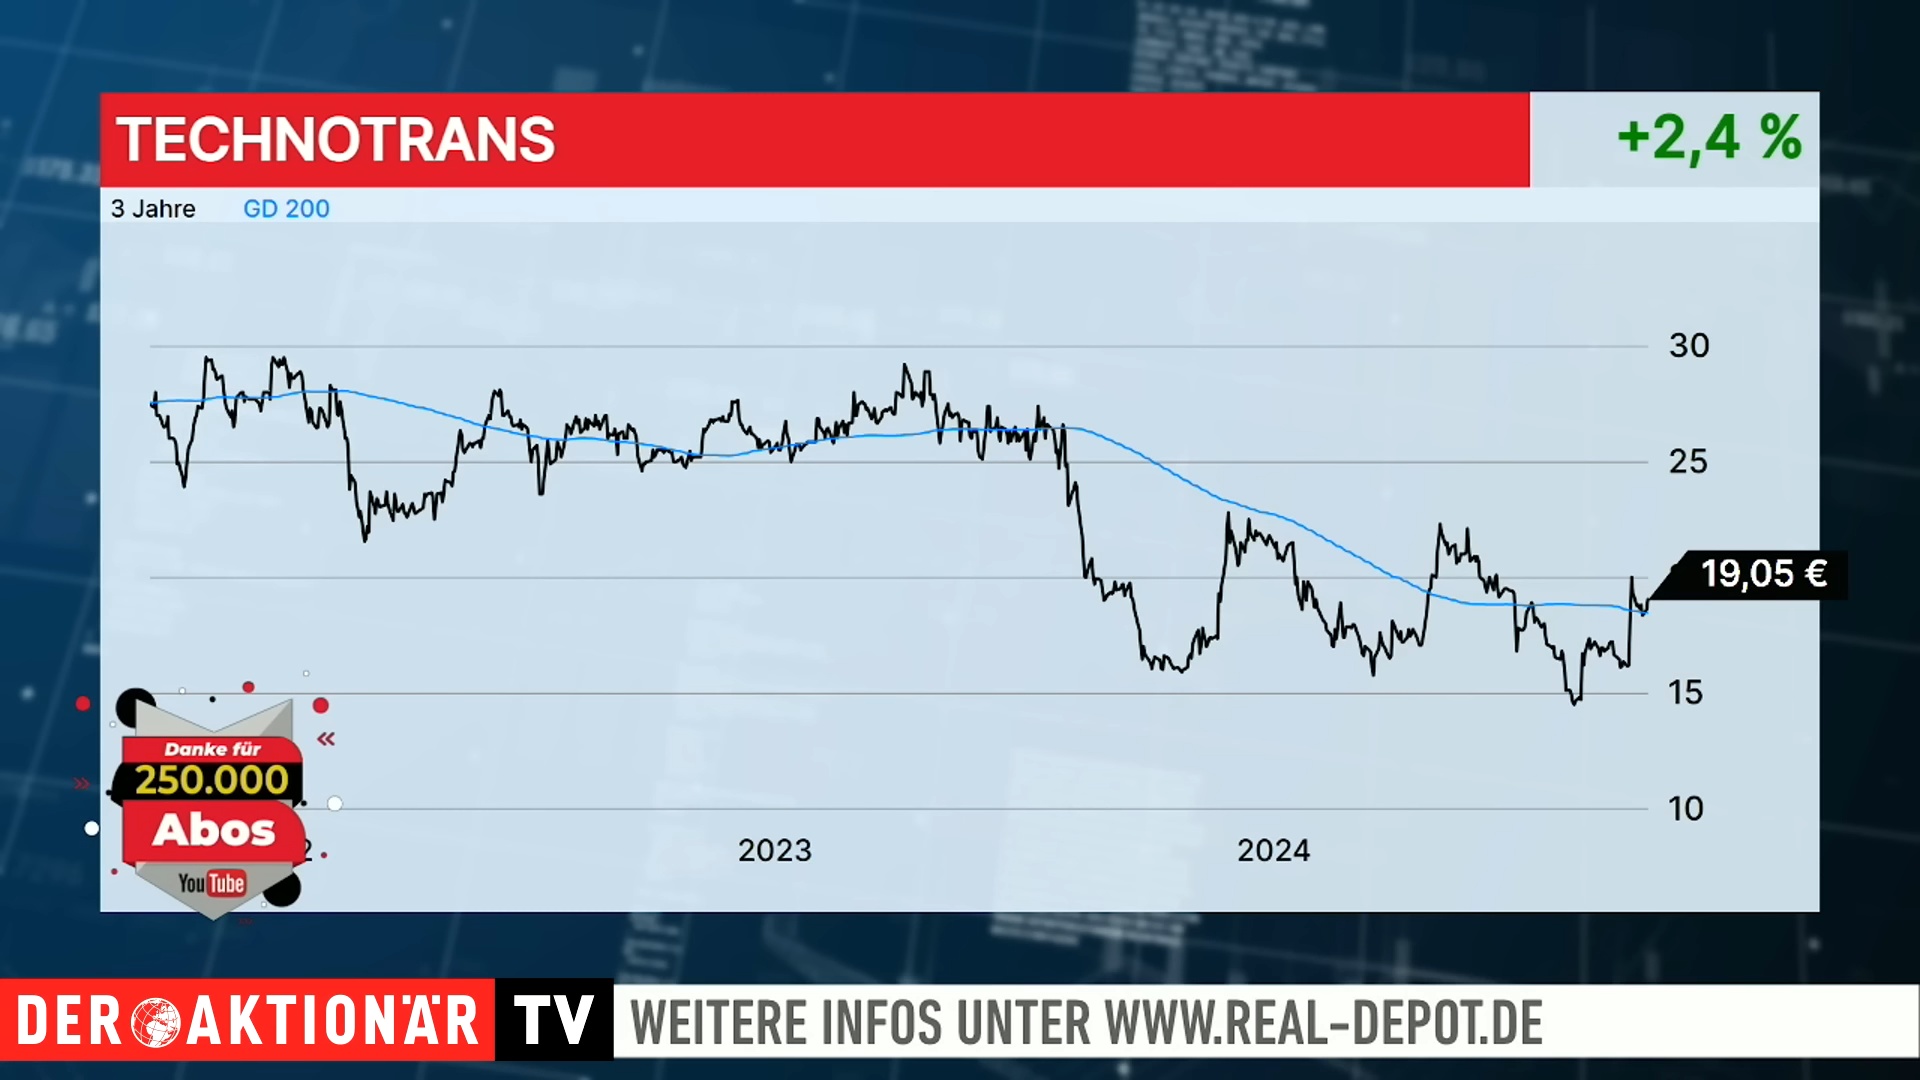 TECHNOTRANS
+2,4 %
3 Jahre GD 200
30
25
19,05 €
15
10
2023 2024
Danke für
250.000
Abos
YouTube
DER AKTIONÄR TV
WEITERE INFOS UNTER WWW.REAL-DEPOT.DE